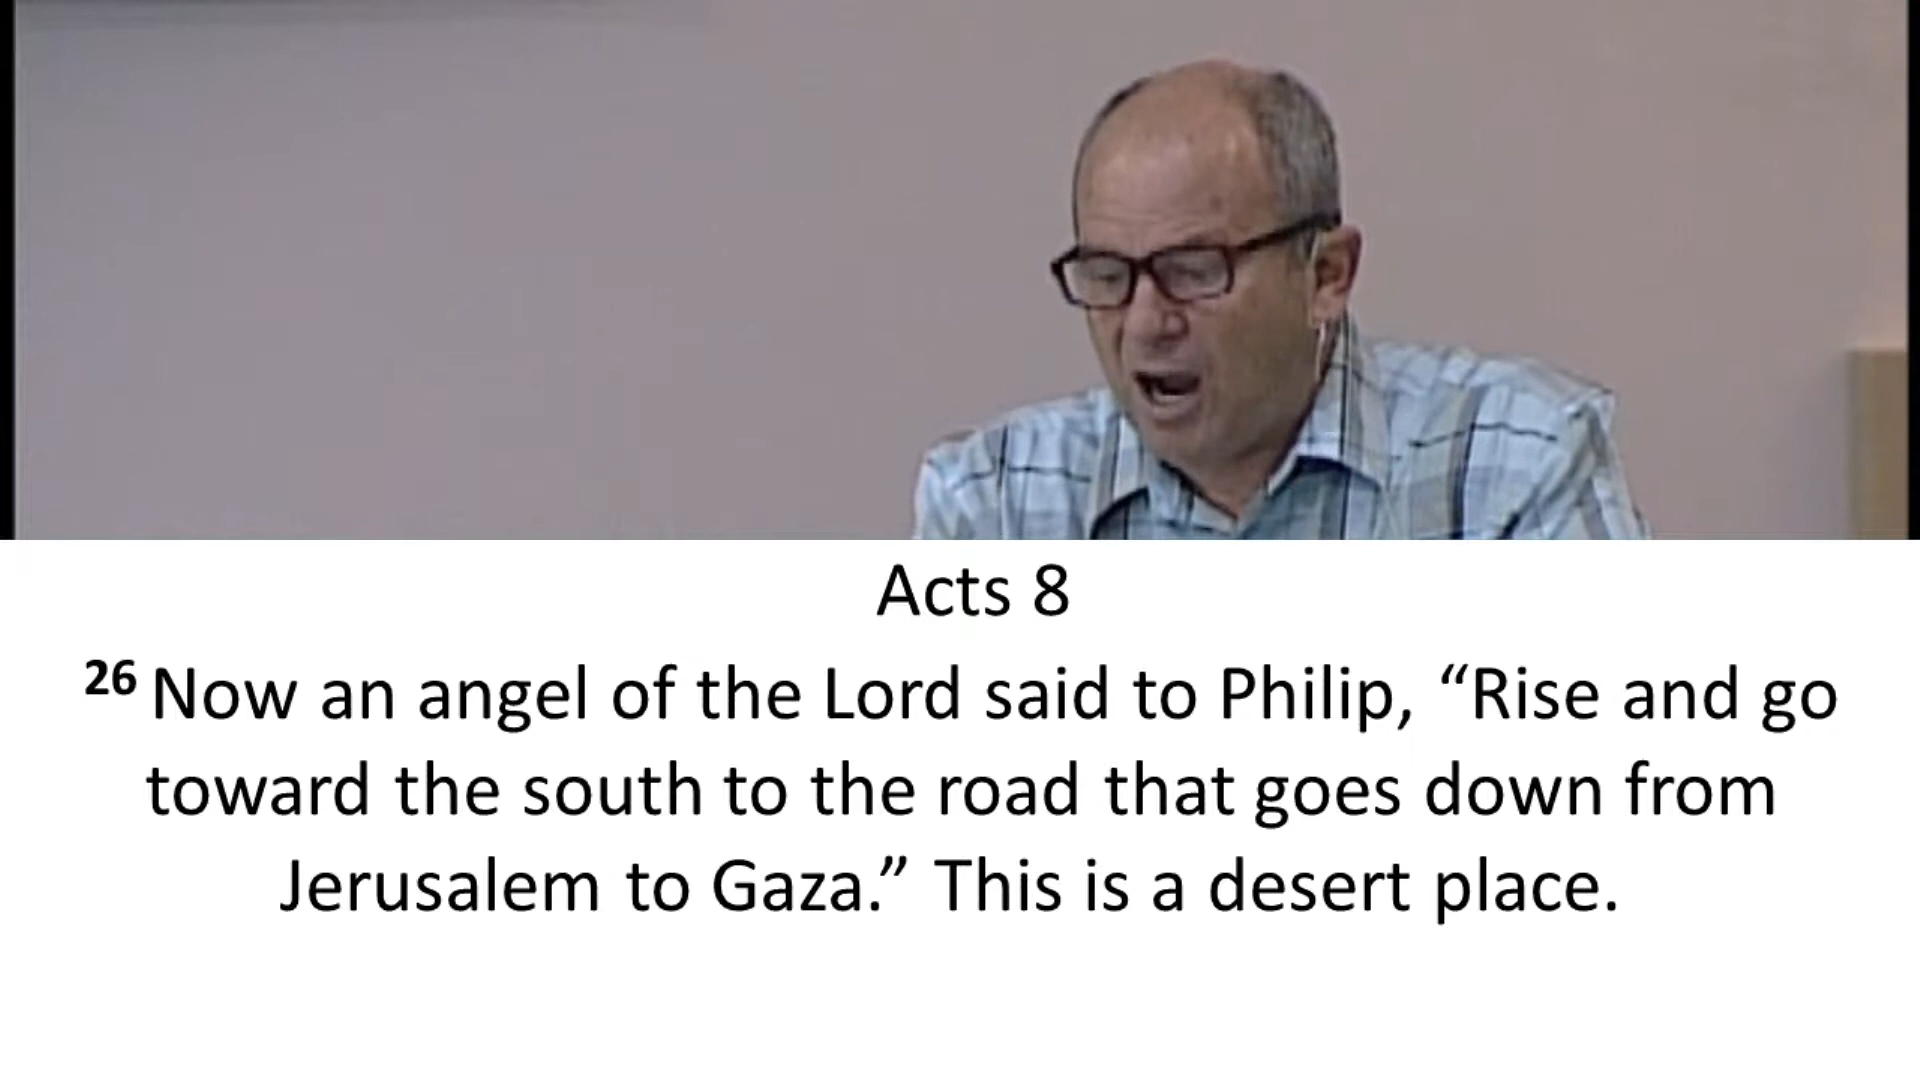 Acts 8
26 Now an angel of the Lord said to Philip, “Rise and go
toward the south to the road that goes down from
Jerusalem to Gaza.” This is a desert place.